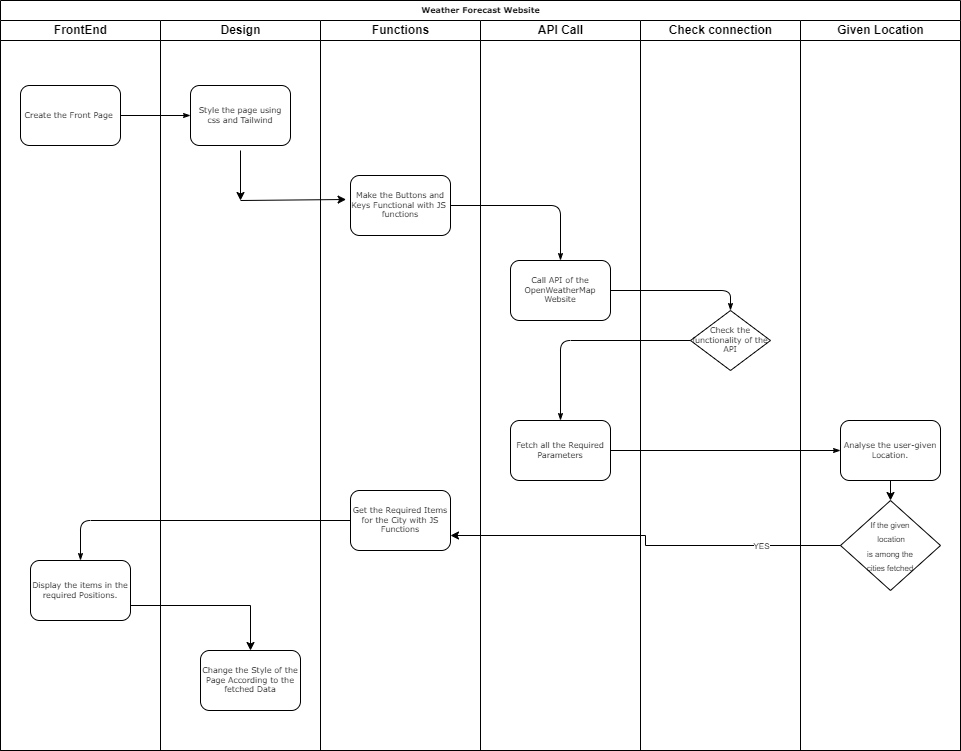 Weather Forecast Website
FrontEnd
Design
Functions
API Call
Check connection
Given Location
Create the Front Page
Style the page using
css and Tailwind
Make the Buttons and
Keys Functional with JS
functions
Call API of the
OpenWeatherMap
Website
Check the
functionality of the
API
Fetch all the Required
Parameters
Analyse the user-given
Location.
Get the Required Items
for the City with JS
Functions
YES
If the given
location
is among the
cities fetched
Display the items in the
required Positions.
Change the Style of the
Page According to the
fetched Data